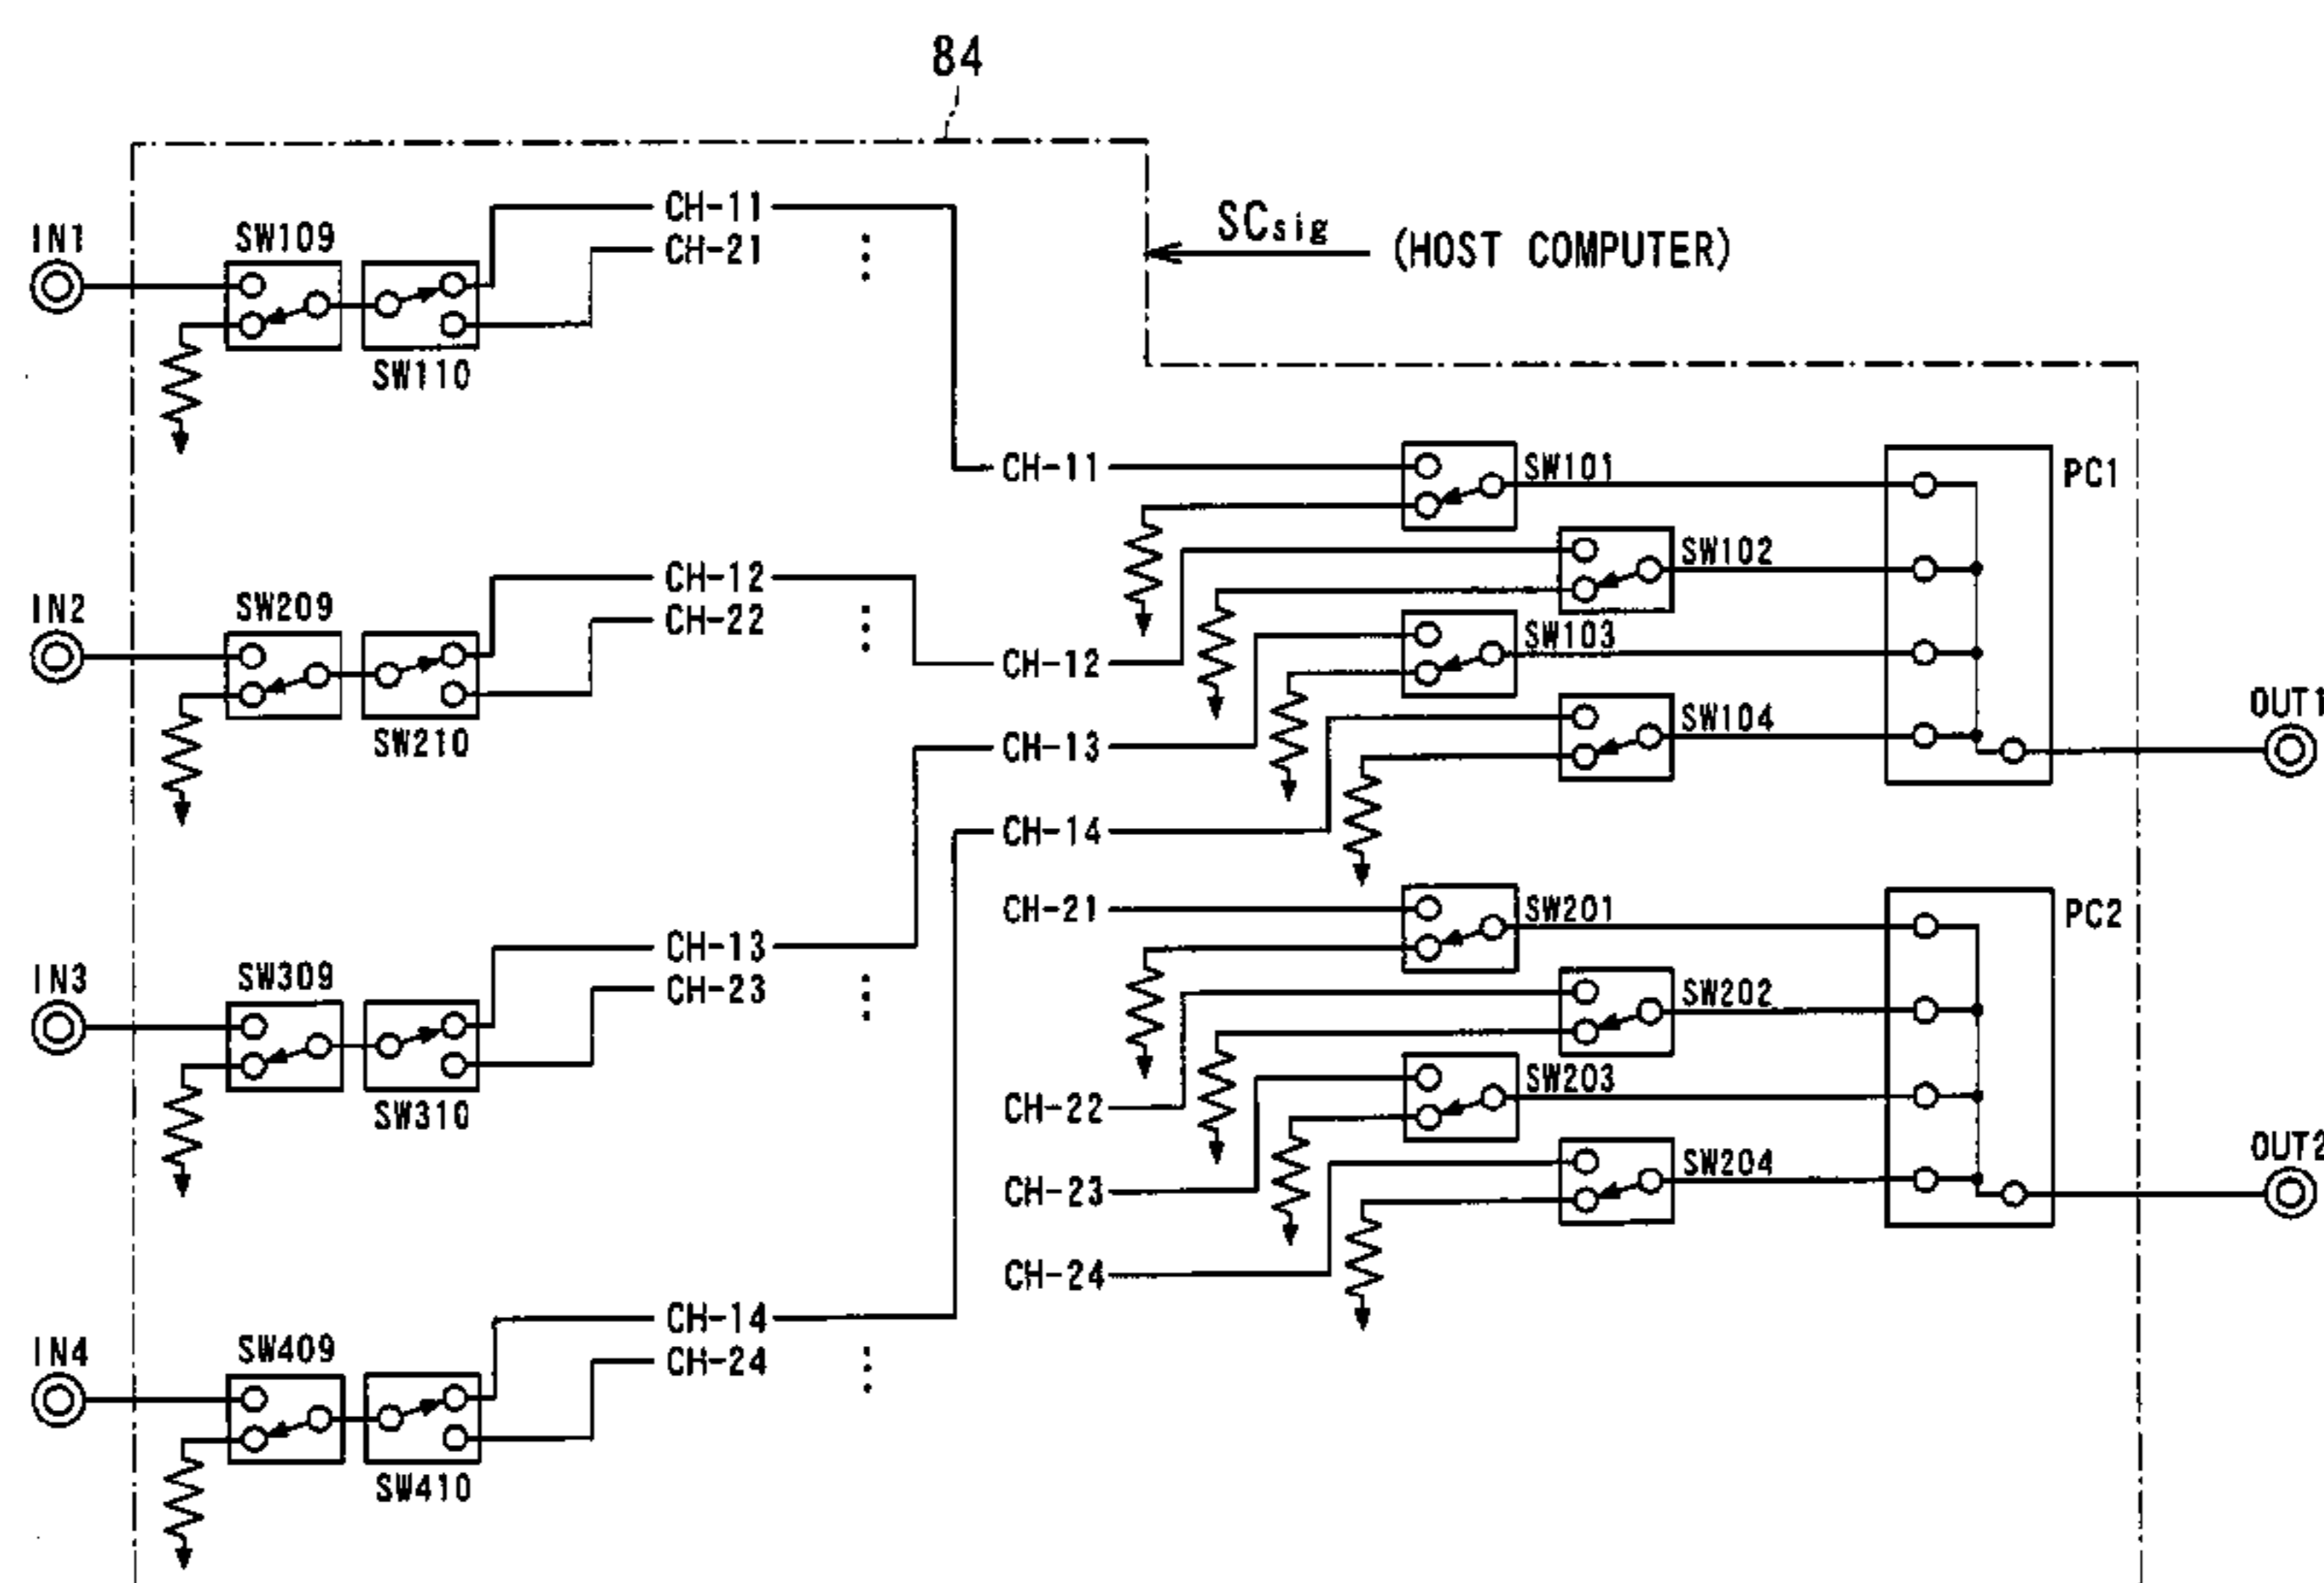 84
SCsig (HOST COMPUTER)
IN1
SW109
SW110
CH-11
CH-21
IN2
SW209
SW210
CH-12
CH-22
IN3
SW309
SW310
CH-13
CH-23
IN4
SW409
SW410
CH-14
CH-24
CH-11
SW101
SW102
CH-12
SW103
CH-13
SW104
CH-14
PC1
OUT1
CH-21
SW201
SW202
CH-22
SW203
CH-23
SW204
CH-24
PC2
OUT2